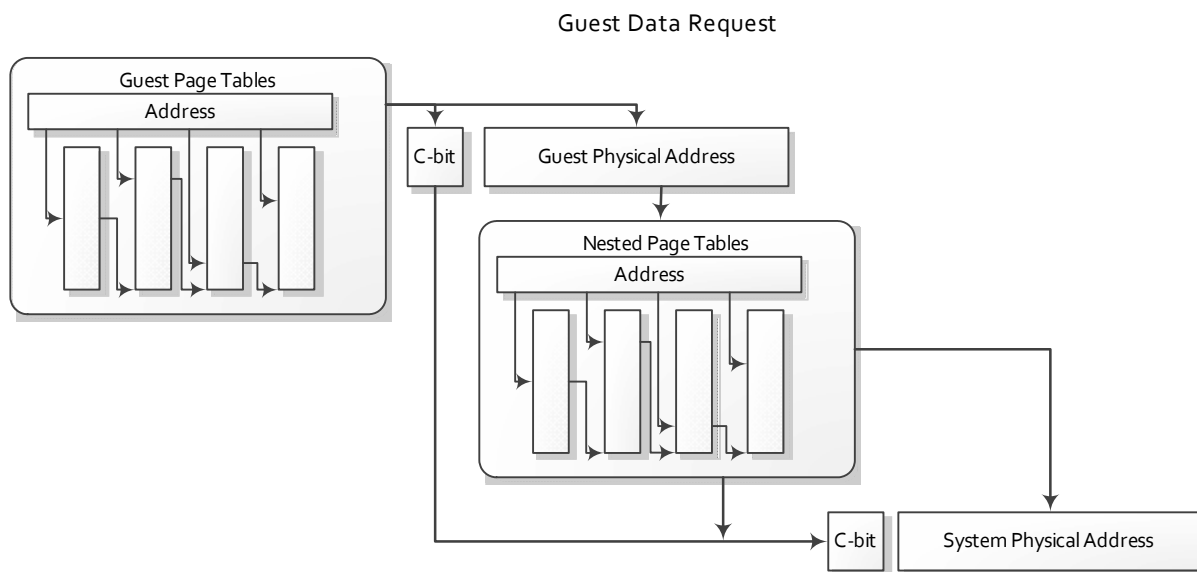 Guest Data Request
Guest Page Tables
Address
C-bit
Guest Physical Address
Nested Page Tables
Address
C-bit
System Physical Address